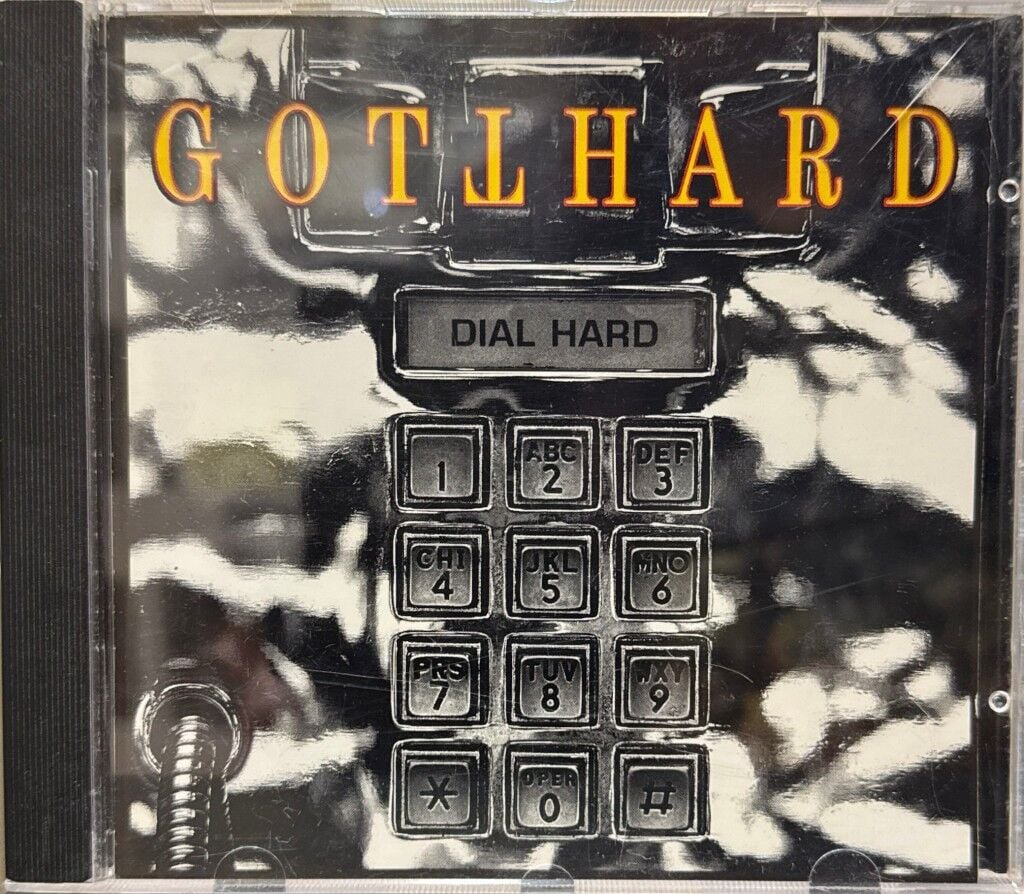 GOTTHARD
DIAL HARD
1 ABC 2 DEF 3
GHI 4 JKL 5 MNO 6
PRS 7 TUV 8 WXY 9
* OPER 0 #